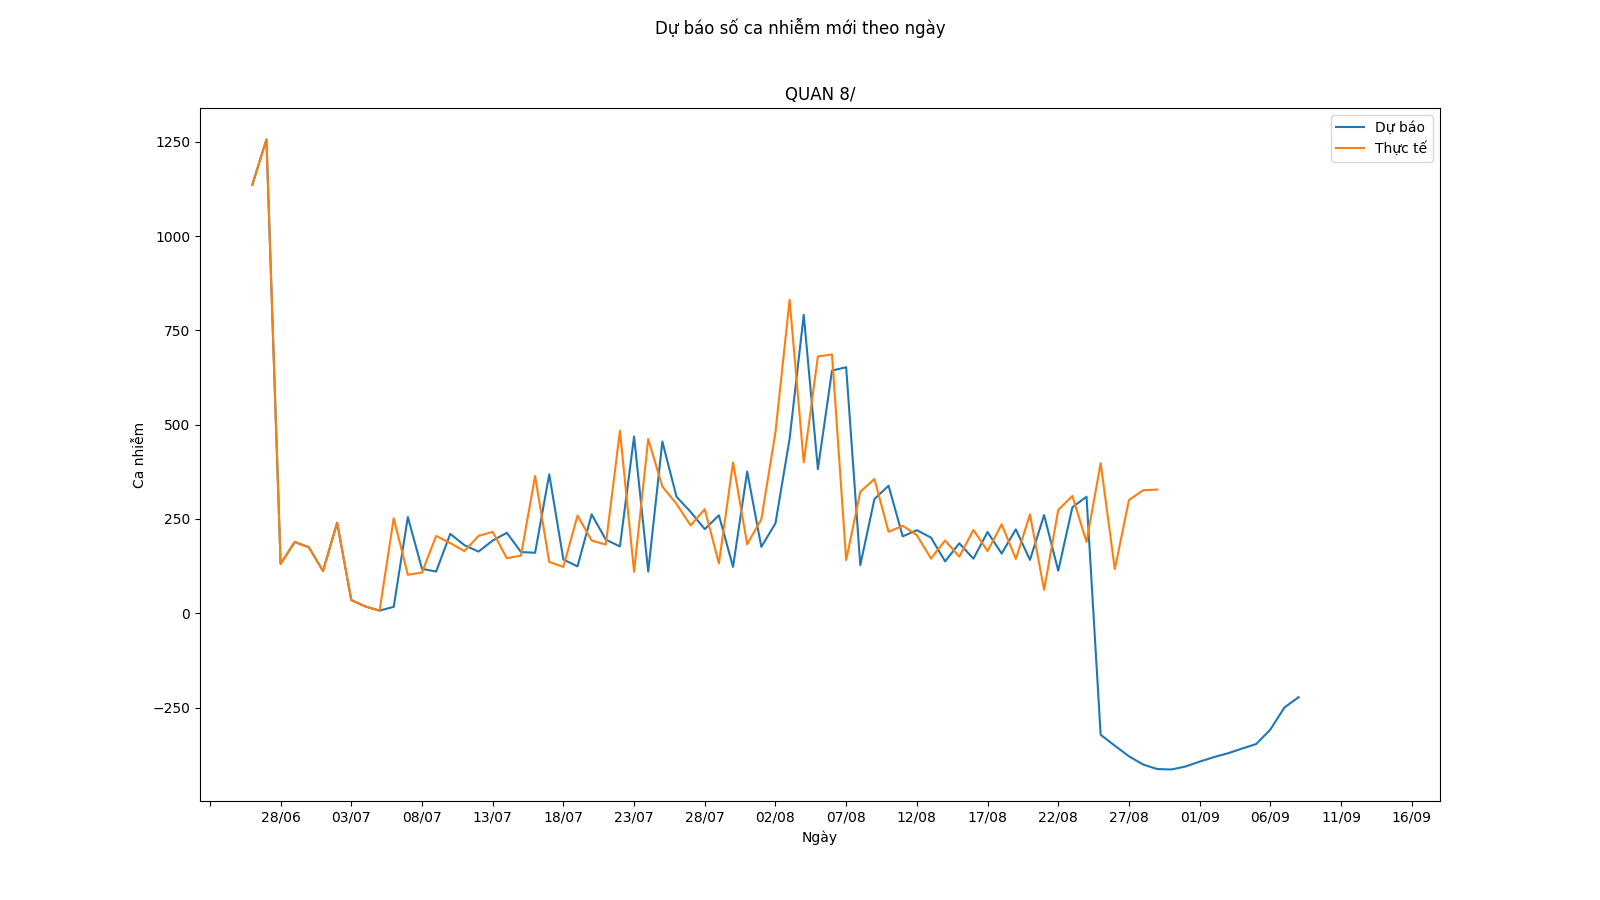 Dự báo số ca nhiễm mới theo ngày
QUAN 8/
Dự báo
Thực tế
1250
1000
750
500
250
0
−250
Ca nhiễm
28/06 03/07 08/07 13/07 18/07 23/07 28/07 02/08 07/08 12/08 17/08 22/08 27/08 01/09 06/09 11/09 16/09
Ngày